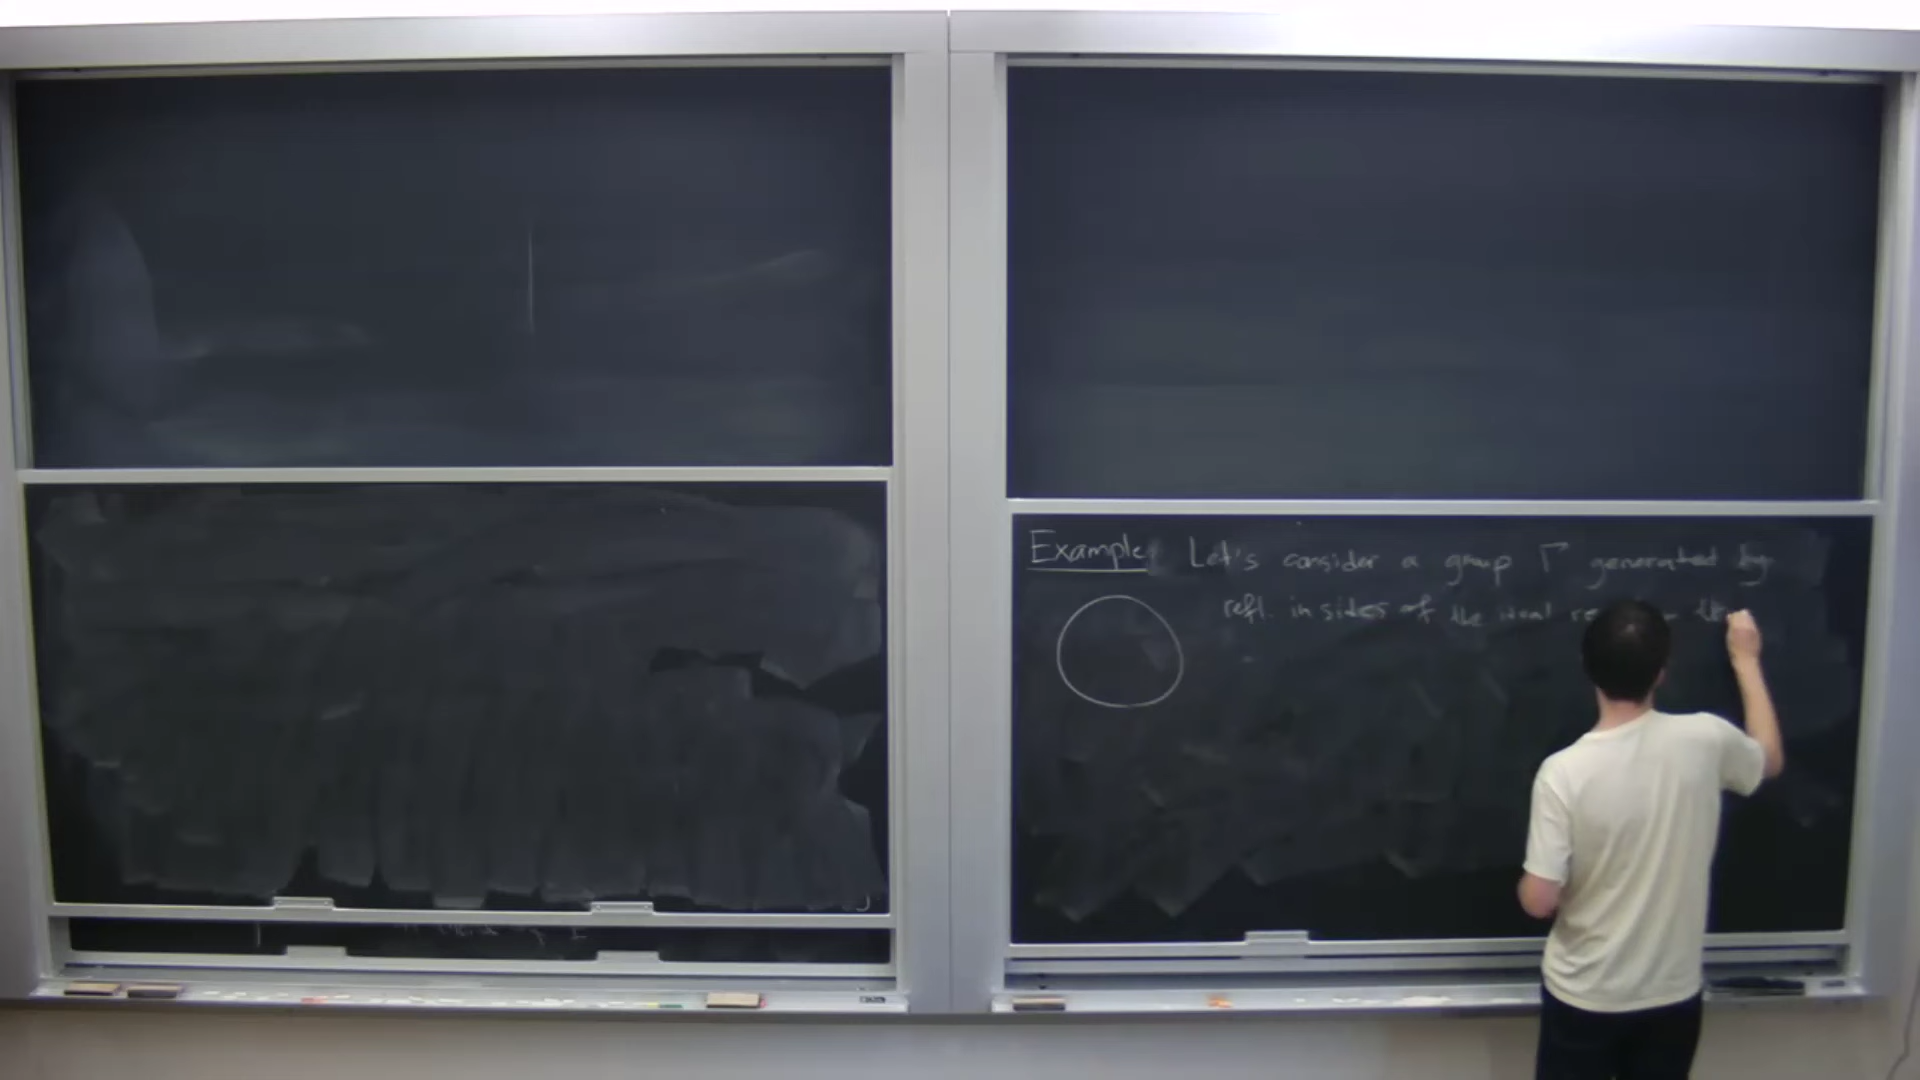 Example: Let's consider a group Γ generated by
refl. in sides of the ideal